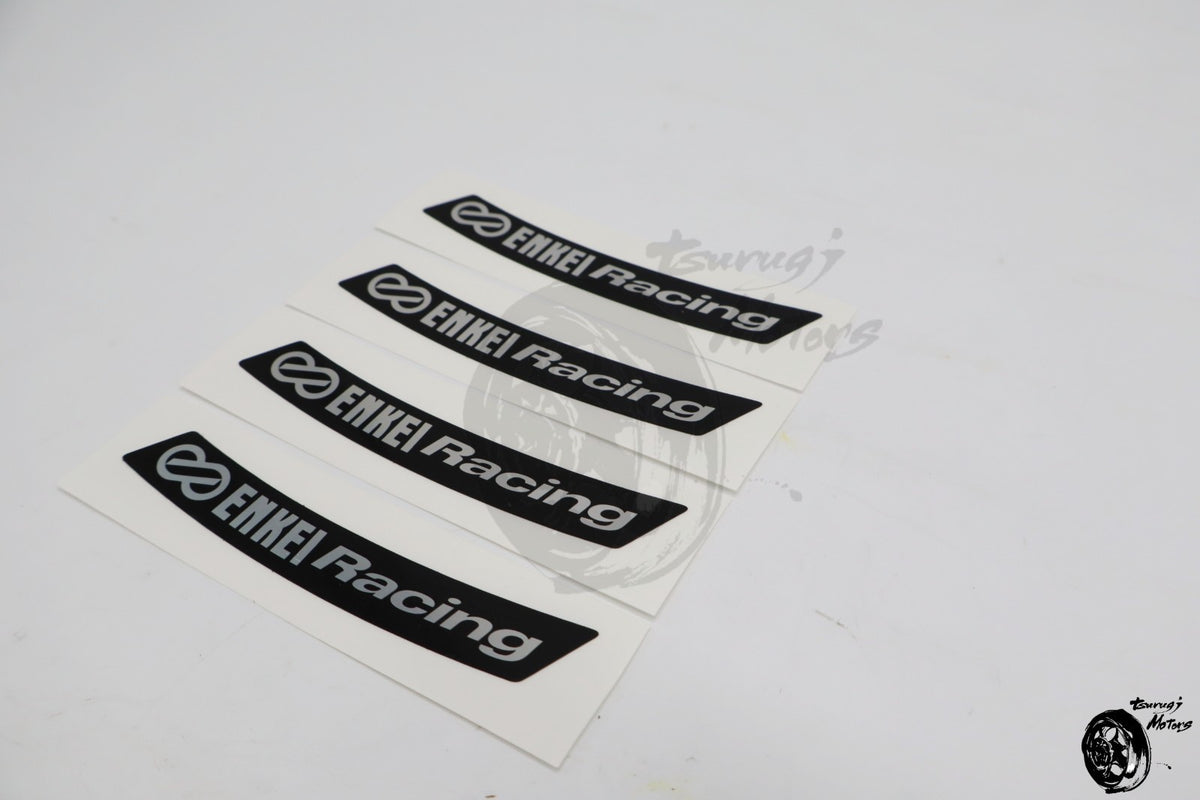 ENKEI Racing
ENKEI Racing
ENKEI Racing
ENKEI Racing
tsurugi
Motors
tsurugi
Motors